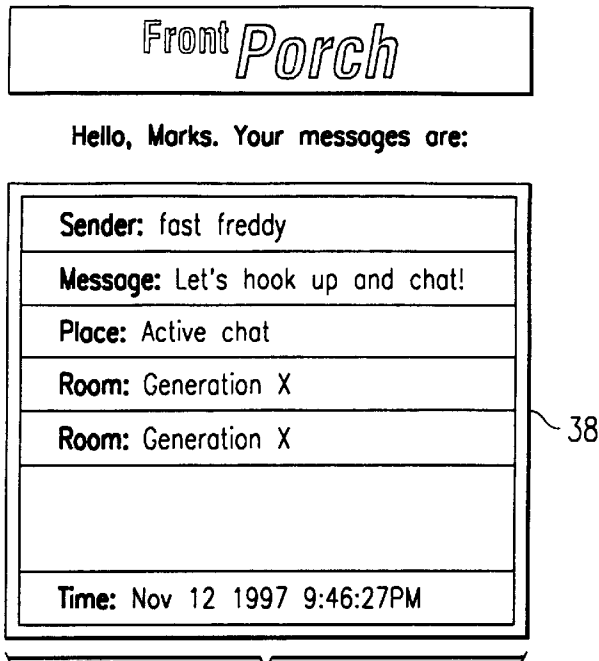 Front Porch
Hello, Marks. Your messages are:
Sender: fast freddy
Message: Let's hook up and chat!
Place: Active chat
Room: Generation X
Room: Generation X
38
Time: Nov 12 1997 9:46:27PM